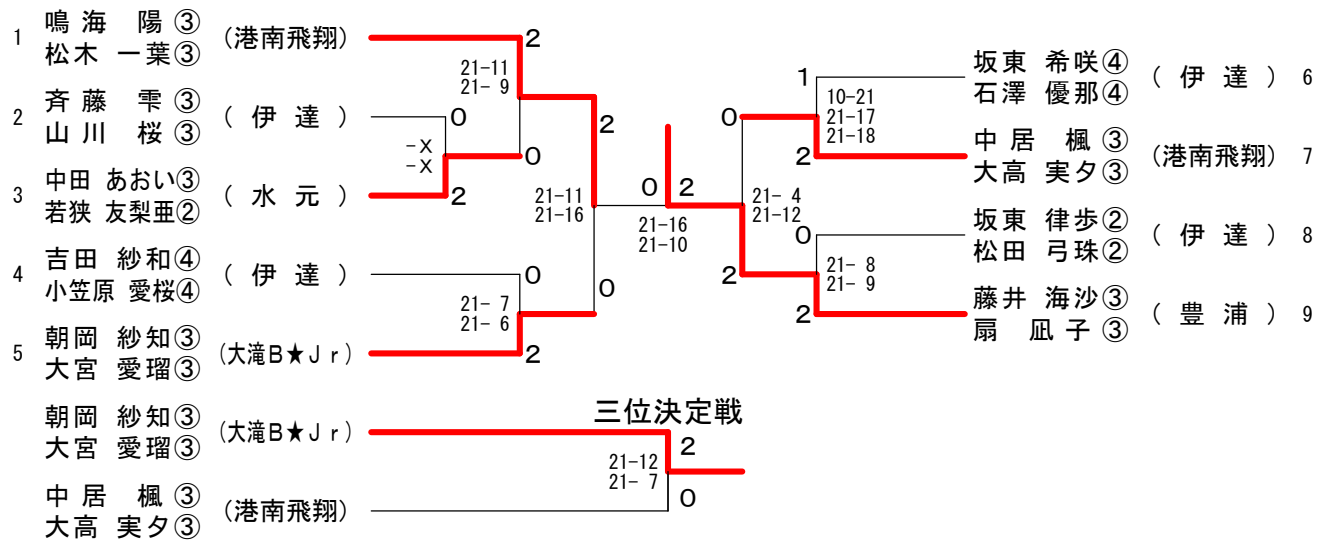 1 鳴海 陽③ (港南飛翔) 2
松木 一葉③
21-11
21- 9
2 斉藤 雫③ (伊達) 0
山川 桜③
2
-X
-X
0
3 中田 あおい③ (水元) 2
若狭 友梨亜②
21-11
21-16
4 吉田 紗和④ (伊達) 0
小笠原 愛桜④
0
21- 7
21- 6
5 朝岡 紗知③ (大滝B★Jr) 2
大宮 愛瑠③
0 2
21-16
21-10
1 坂東 希咲④ (伊達) 6
石澤 優那④
0
10-21
21-17
21-18
2 中居 楓③ (港南飛翔) 7
大高 実夕③
21- 4
21-12
0 坂東 律歩② (伊達) 8
松田 弓珠②
2
21- 8
21- 9
2 藤井 海沙③ (豊浦) 9
扇 凪子③
三位決定戦
朝岡 紗知③ (大滝B★Jr) 2
大宮 愛瑠③
21-12
21- 7
中居 楓③ (港南飛翔) 0
大高 実夕③